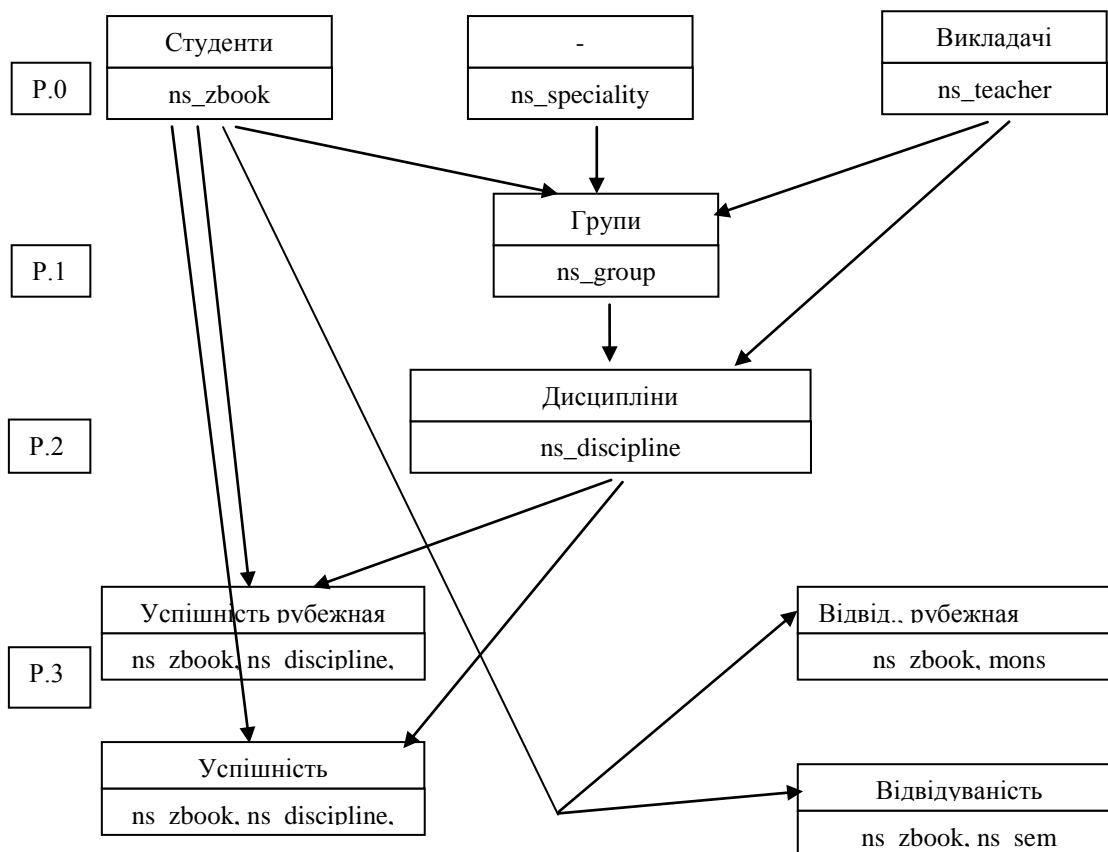 Студенти
-
Викладачі
P.0
ns_zbook
ns_speciality
ns_teacher
Групи
P.1
ns_group
Дисципліни
P.2
ns_discipline
Успішність рубежная
Відвід., рубежная
ns_zbook, ns_discipline,
ns_zbook, mons
P.3
Успішність
ns_zbook, ns_discipline,
Відвідуваність
ns_zbook, ns_sem